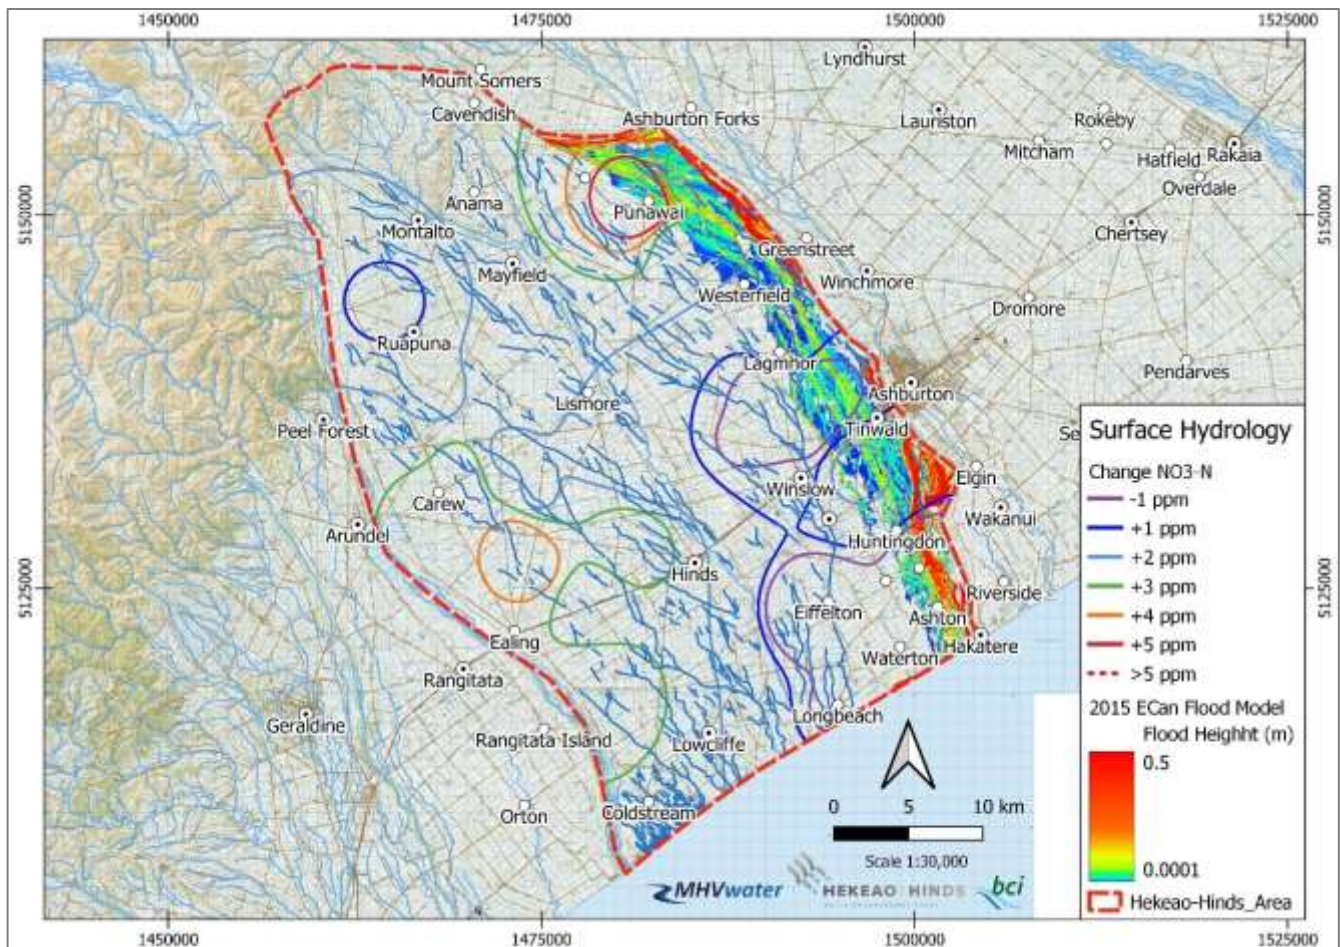 1450000 1475000 1500000 1525000
Lyndhurst
Mount Somers
Cavendish
Ashburton Forks
Lauriston
Rokeby
Mitcham
Hatfield
Rakaia
Overdale
5150000
5150000
Anama
Punawai
Montalto
Chertsey
Greenstreet
Mayfield
Winchmore
Westerfield
Dromore
Ruapuna
Lagmhor
Pendarves
Ashburton
Lismore
Peel Forest
Tinwald
Se
Elgin
Winslow
Carew
Wakanui
Arundel
Huntingdon
Hinds
5125000
5125000
Riverside
Eiffelton
Ashton
Ealing
Hakatere
Waterton
Rangitata
Geraldine
Longbeach
Rangitata Island
Lowcliffe
Orton
Coldstream
Surface Hydrology
Change NO3-N
-1 ppm
+1 ppm
+2 ppm
+3 ppm
+4 ppm
+5 ppm
>5 ppm
2015 ECan Flood Model
Flood Heighht (m)
0.5
0.0001
Hekeao-Hinds_Area
0 5 10 km
Scale 1:30,000
MHVwater
HEKEAO HINDS
bci
1450000 1475000 1500000 1525000